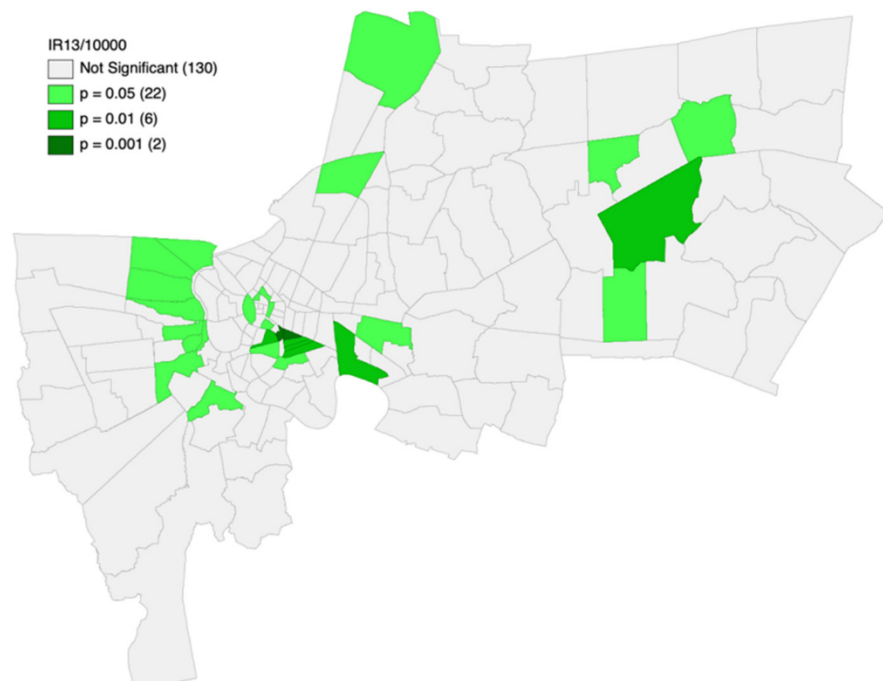 IR13/10000
Not Significant (130)
p = 0.05 (22)
p = 0.01 (6)
p = 0.001 (2)